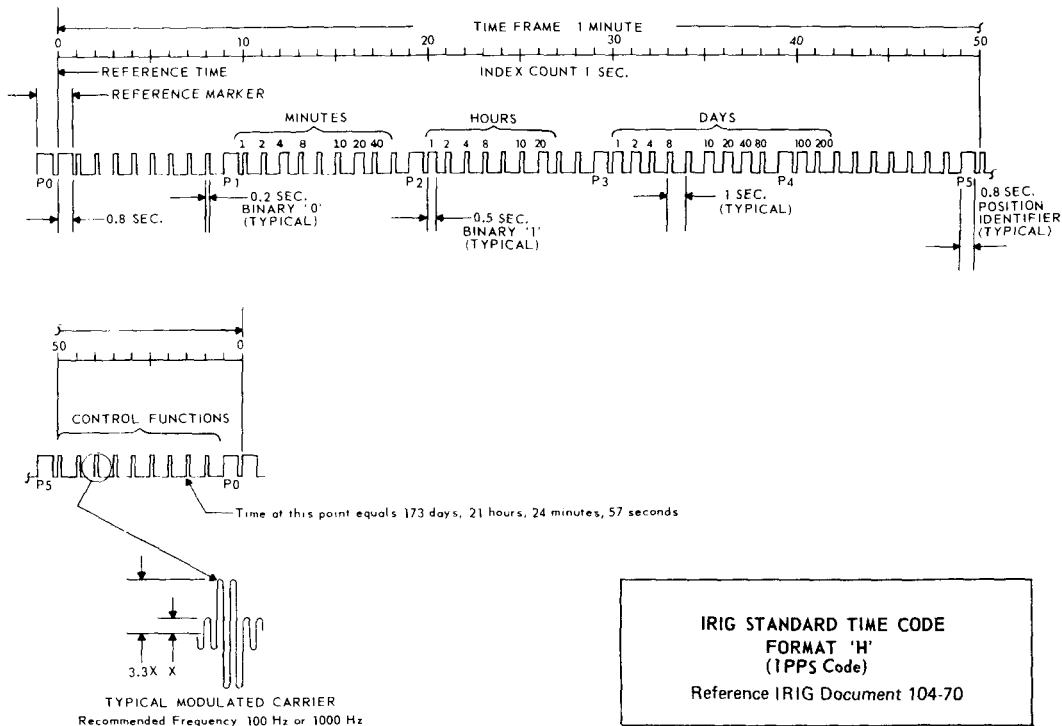 TIME FRAME 1 MINUTE
0 10 20 30 40 50
REFERENCE TIME INDEX COUNT 1 SEC.
REFERENCE MARKER
MINUTES HOURS DAYS
1 2 4 8 10 20 40 1 2 4 8 10 20 1 2 4 8 10 20 40 80 100 200
P0 P1 P2 P3 P4 P5
0.8 SEC.
0.2 SEC.
BINARY '0'
(TYPICAL)
0.5 SEC.
BINARY '1'
(TYPICAL)
1 SEC.
(TYPICAL)
0.8 SEC.
POSITION
IDENTIFIER
(TYPICAL)
50 0
CONTROL FUNCTIONS
P5 P0
Time at this point equals 173 days, 21 hours, 24 minutes, 57 seconds
3.3X X
TYPICAL MODULATED CARRIER
Recommended Frequency 100 Hz or 1000 Hz
IRIG STANDARD TIME CODE
FORMAT 'H'
(1PPS Code)
Reference IRIG Document 104-70